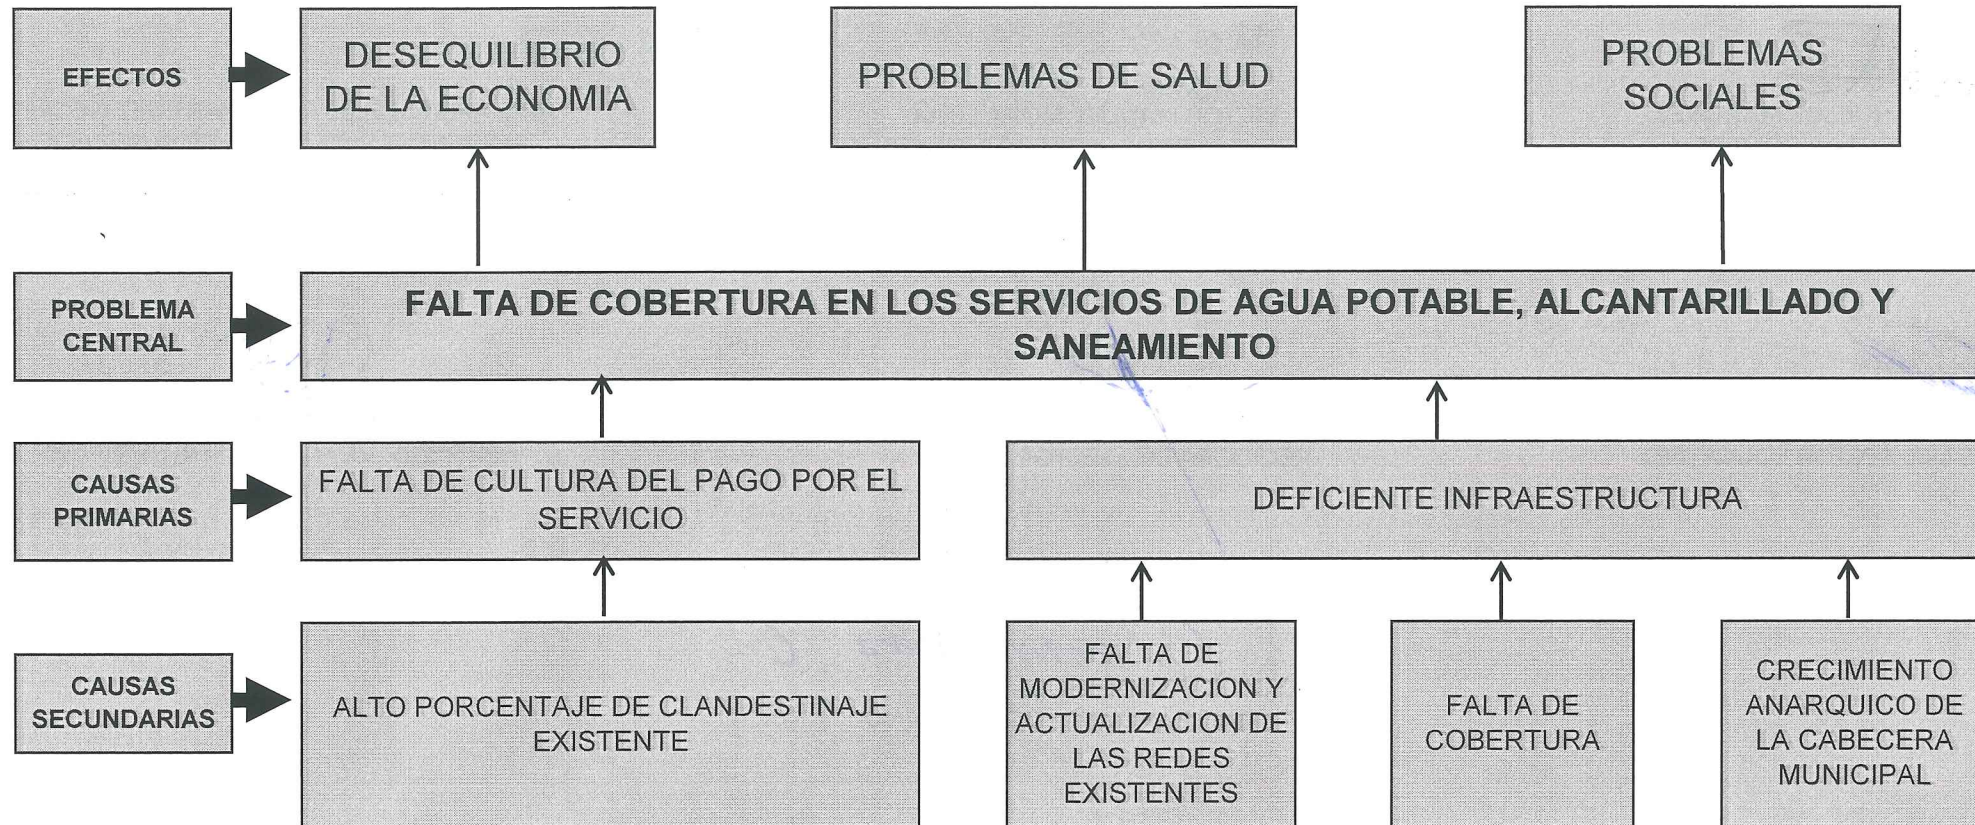 EFECTOS
DESEQUILIBRIO
DE LA ECONOMIA
PROBLEMAS DE SALUD
PROBLEMAS
SOCIALES
PROBLEMA
CENTRAL
FALTA DE COBERTURA EN LOS SERVICIOS DE AGUA POTABLE, ALCANTARILLADO Y
SANEAMIENTO
CAUSAS
PRIMARIAS
FALTA DE CULTURA DEL PAGO POR EL
SERVICIO
DEFICIENTE INFRAESTRUCTURA
CAUSAS
SECUNDARIAS
ALTO PORCENTAJE DE CLANDESTINAJE
EXISTENTE
FALTA DE
MODERNIZACION Y
ACTUALIZACION DE
LAS REDES
EXISTENTES
FALTA DE
COBERTURA
CRECIMIENTO
ANARQUICO DE
LA CABECERA
MUNICIPAL